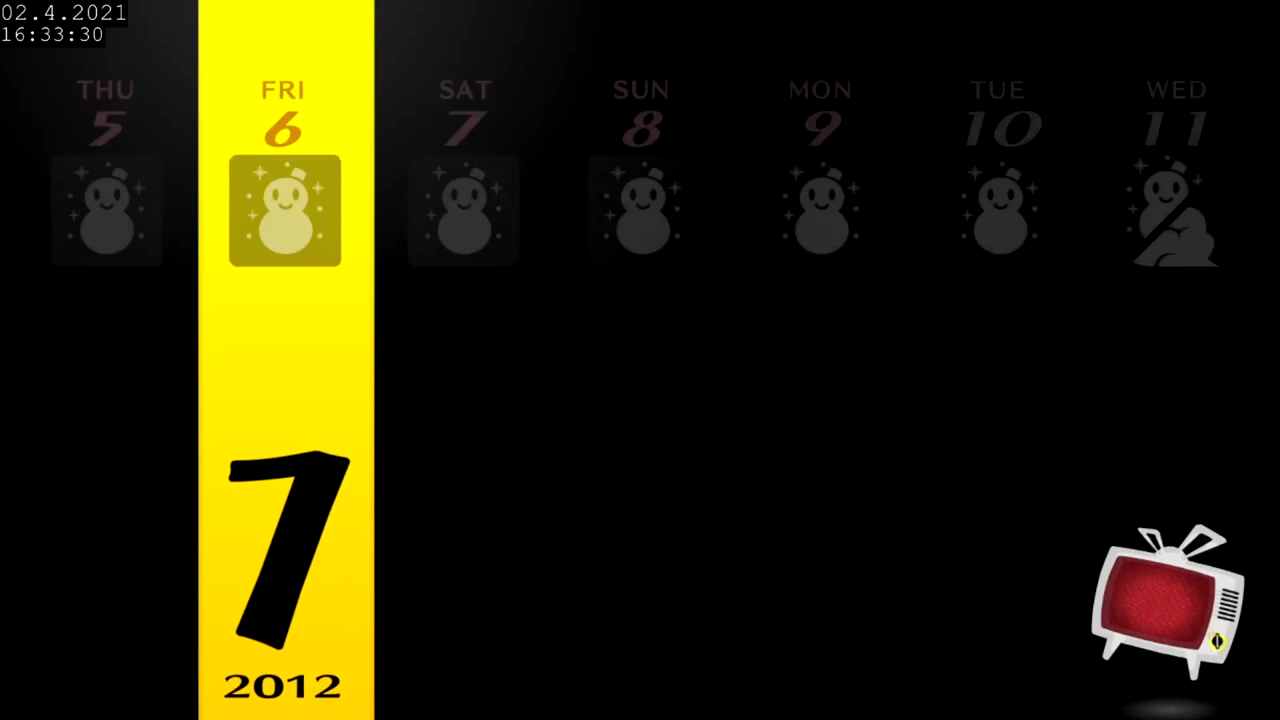 02.4.2021
16:33:30
THU FRI SAT SUN MON TUE WED
5 6 7 8 9 10 11
1
2012